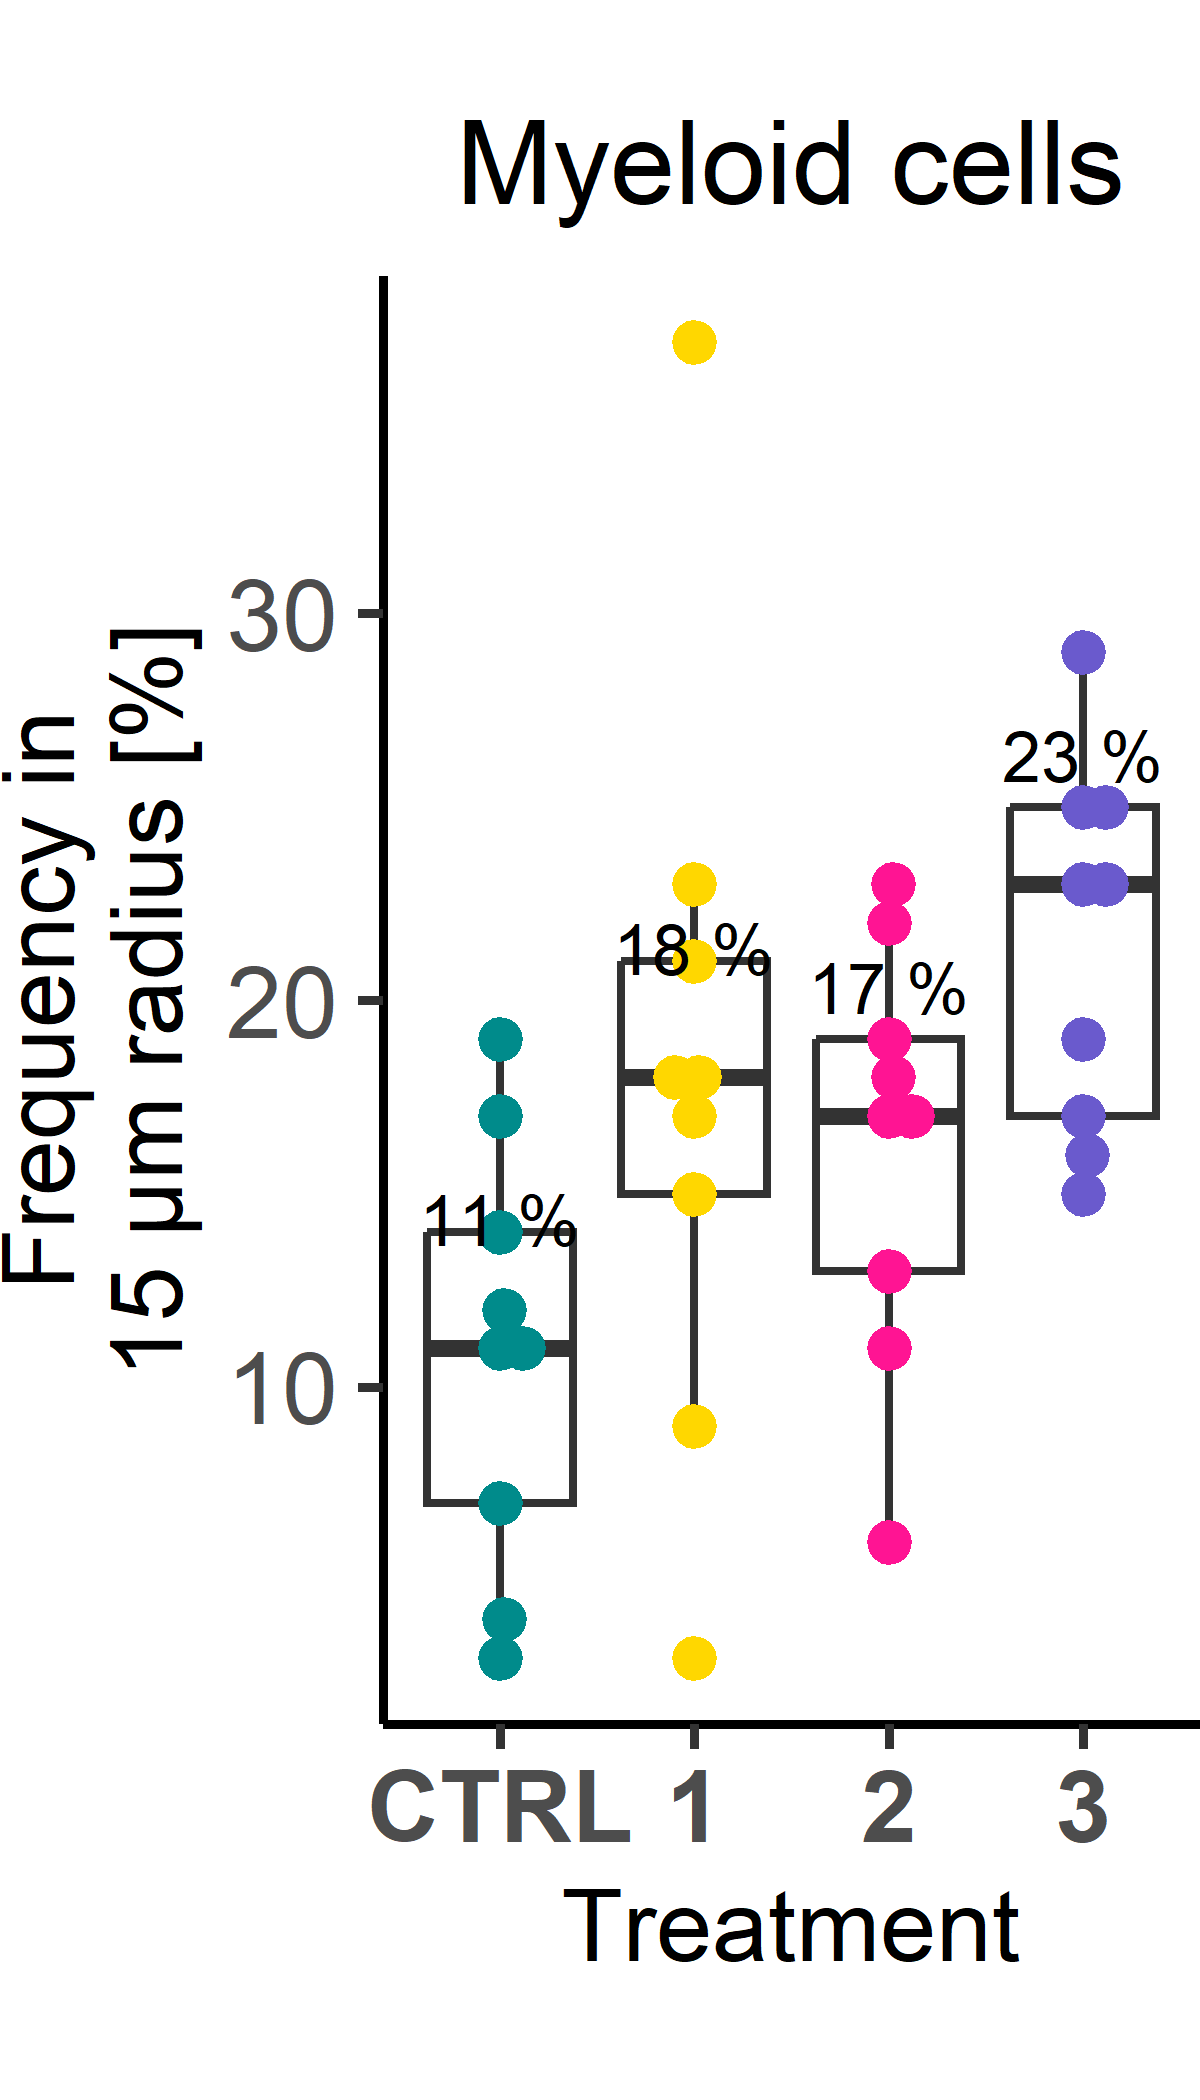 Myeloid cells
Frequency in
15 µm radius [%]
30
20
10
11 %
18 %
17 %
23 %
CTRL 1 2 3
Treatment